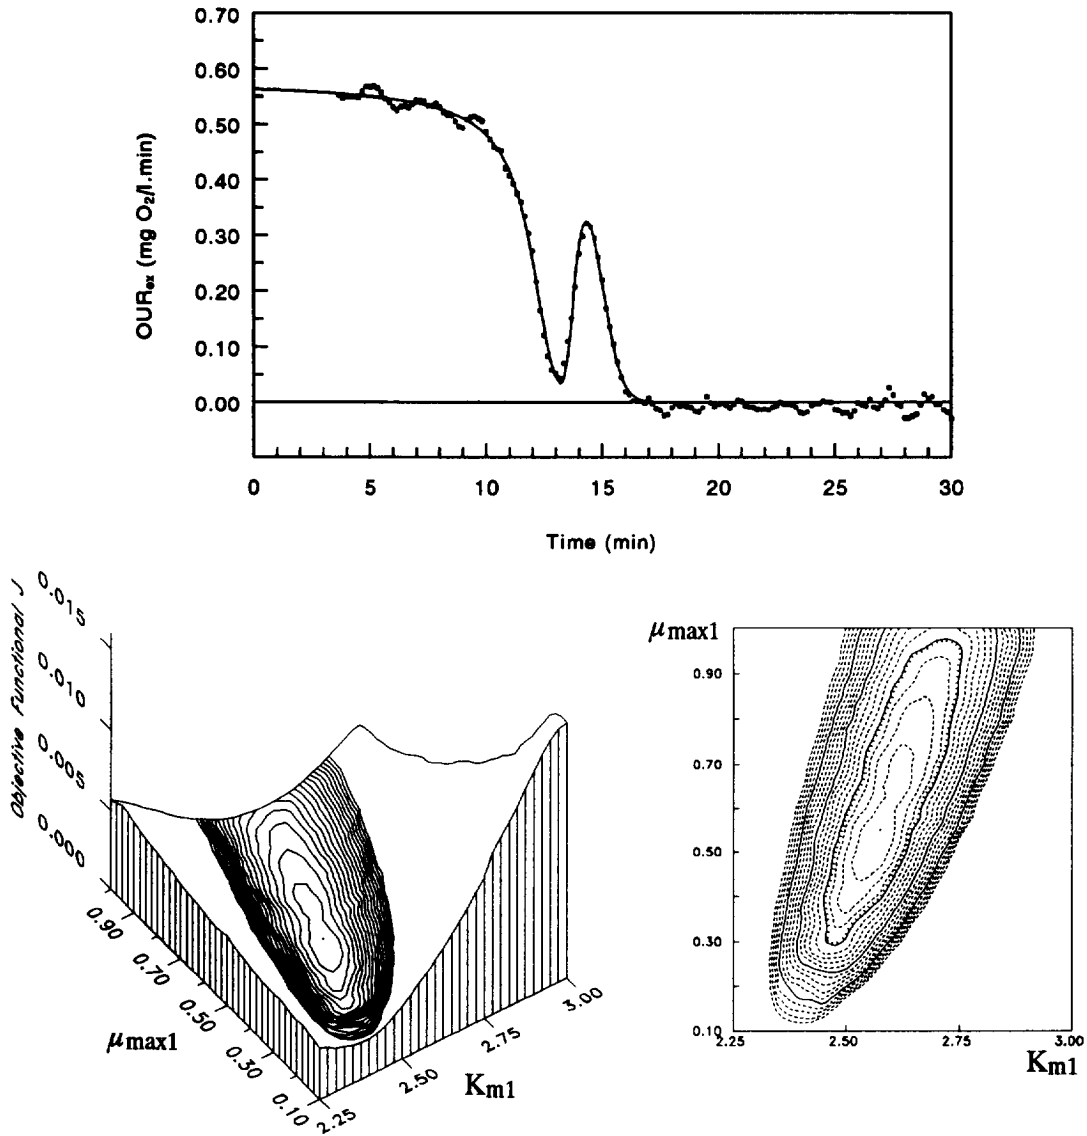 0.70
0.60
0.50
0.40
0.30
0.20
0.10
0.00
OURex (mg O2/l.min)
0 5 10 15 20 25 30
Time (min)
Objective Functional J
0.015
0.010
0.005
0.000
0.90
0.70
0.50
0.30
0.10
μmax1
2.25
2.50
2.75
3.00
Km1
μmax1
0.90
0.70
0.50
0.30
0.10
2.25 2.50 2.75 3.00
Km1